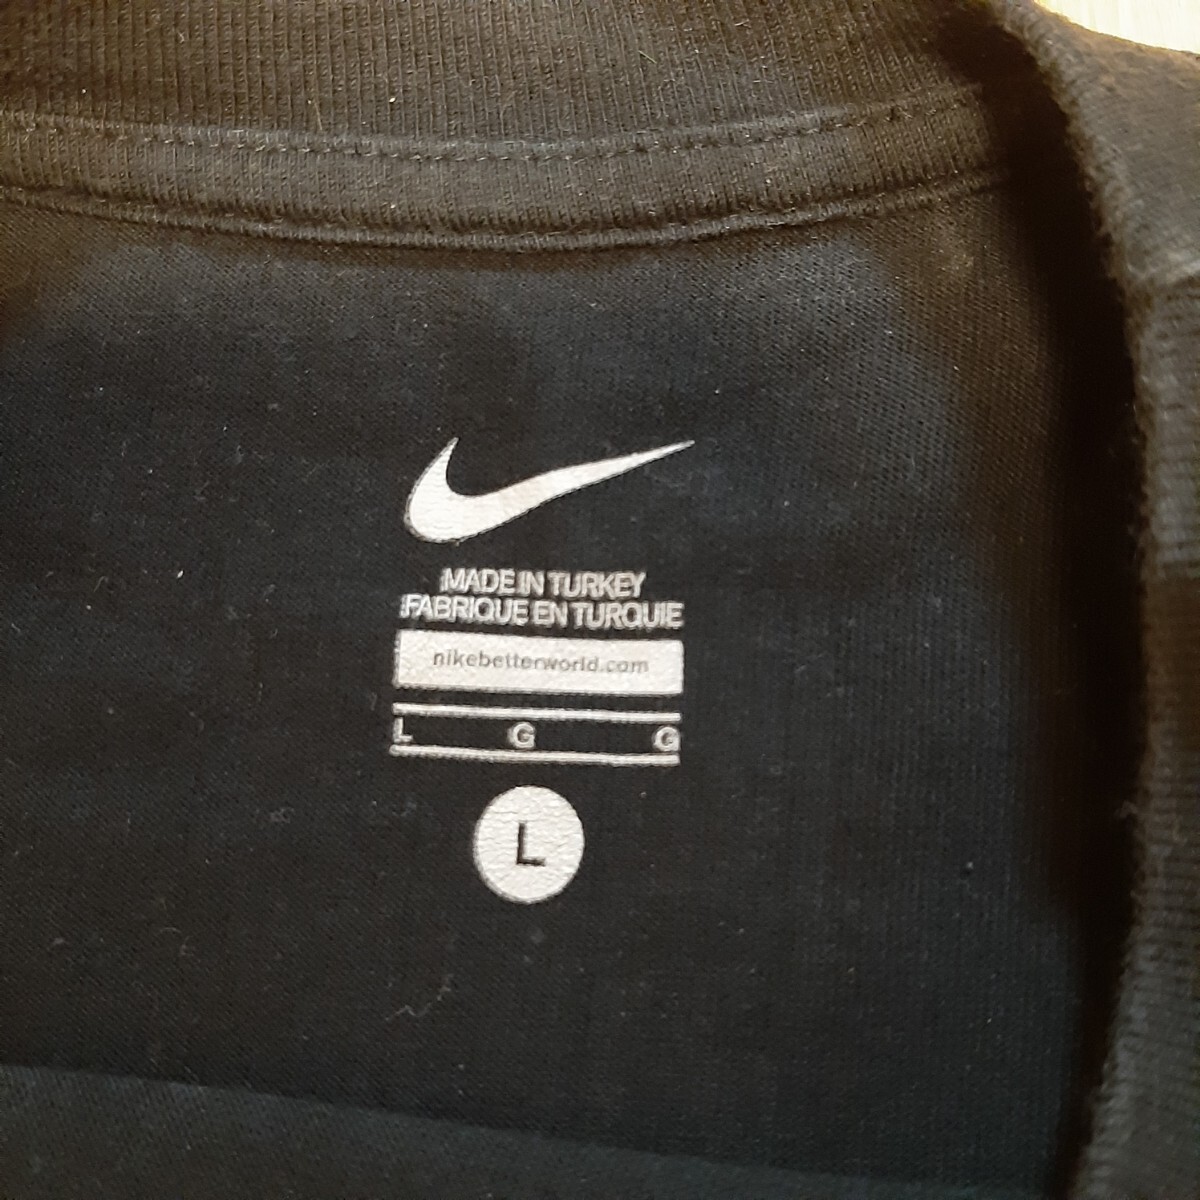 MADE IN TURKEY
FABRIQUE EN TURQUIE
nikebetterworld.com
L G G
L